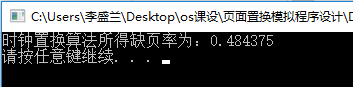 C:\Users\李盛兰\Desktop\os课设\页面置换模拟程序设计\D
时钟置换算法所得缺页率为：0.484375
请按任意键继续. . .